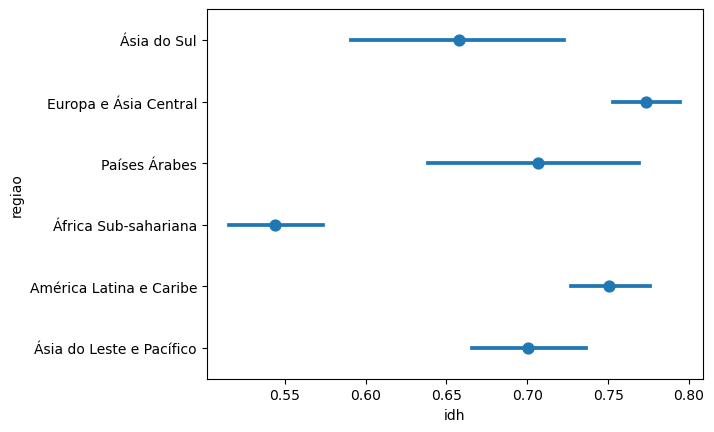 Ásia do Sul
Europa e Ásia Central
Países Árabes
África Sub-sahariana
América Latina e Caribe
Ásia do Leste e Pacífico
regiao
0.55 0.60 0.65 0.70 0.75 0.80
idh